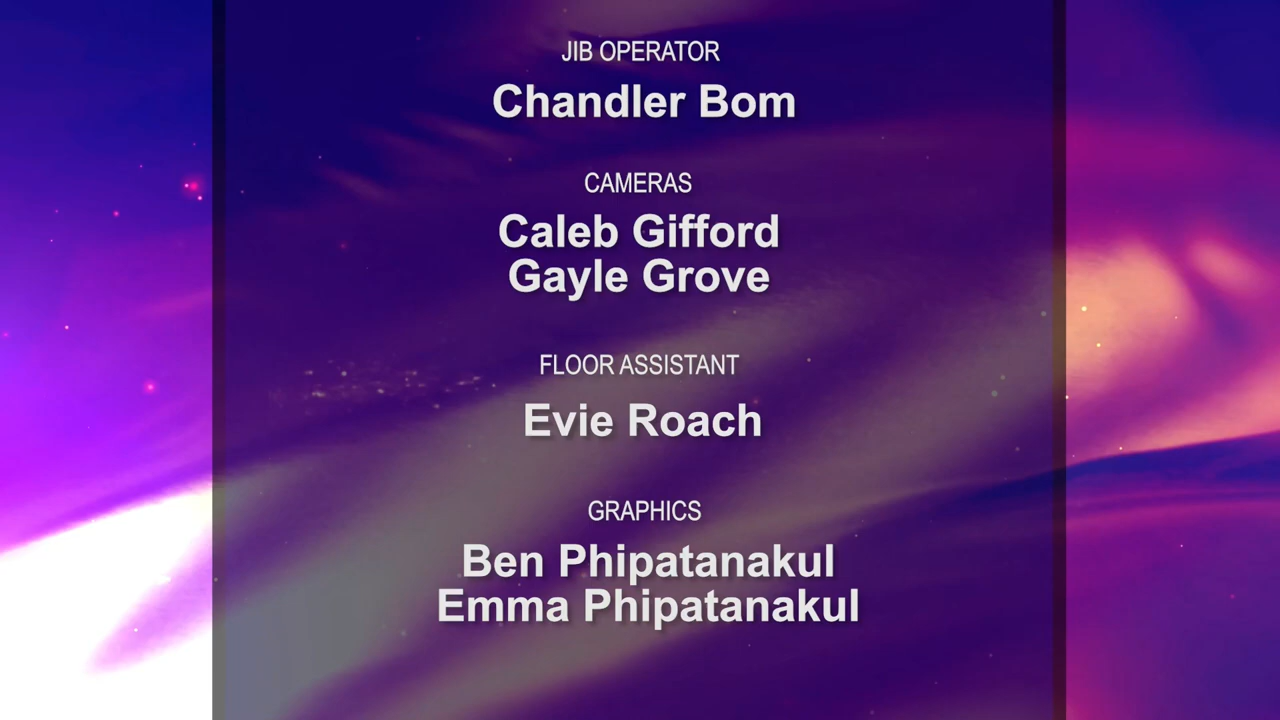 JIB OPERATOR
Chandler Bom
CAMERAS
Caleb Gifford
Gayle Grove
FLOOR ASSISTANT
Evie Roach
GRAPHICS
Ben Phipatanakul
Emma Phipatanakul